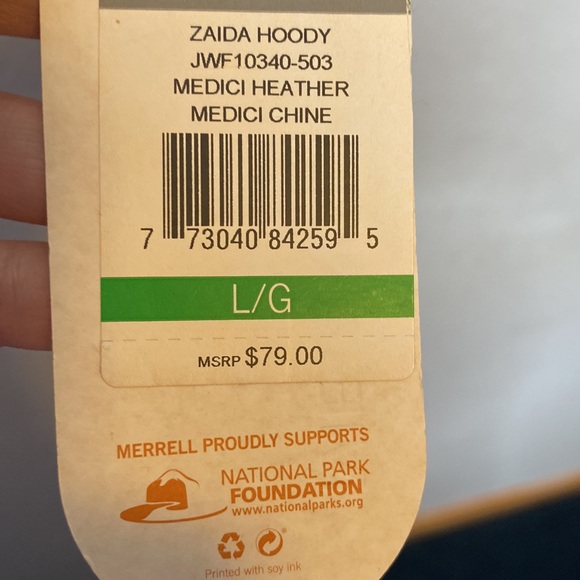 ZAIDA HOODY
JWF10340-503
MEDICI HEATHER
MEDICI CHINE
7 73040 84259 5
L/G
MSRP $79.00
MERRELL PROUDLY SUPPORTS
NATIONAL PARK
FOUNDATION
www.nationalparks.org
Printed with soy ink